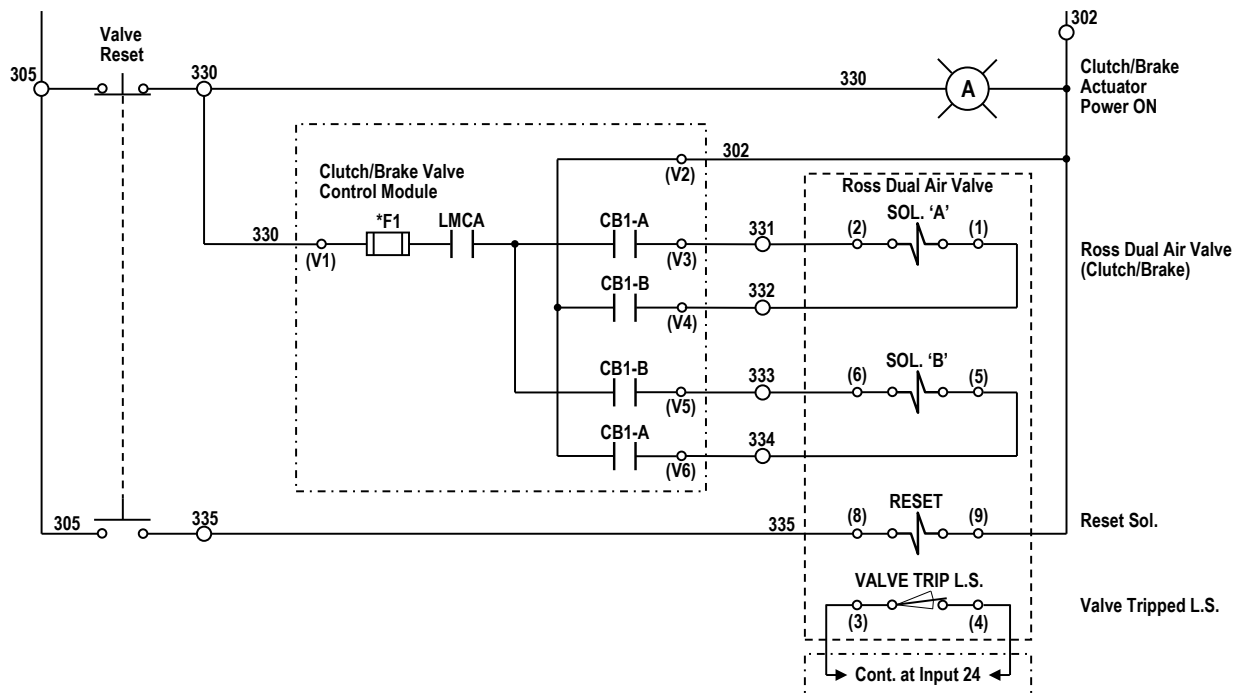 302
Valve
Reset
305
330
330
A
Clutch/Brake
Actuator
Power ON
302
(V2)
Clutch/Brake Valve
Control Module
Ross Dual Air Valve
*F1
LMCA
CB1-A
331
SOL. ‘A’
(2)
(1)
330
(V1)
(V3)
Ross Dual Air Valve
(Clutch/Brake)
CB1-B
332
(V4)
CB1-B
333
SOL. ‘B’
(6)
(5)
(V5)
CB1-A
334
(V6)
RESET
305
335
335
(8)
(9)
Reset Sol.
VALVE TRIP L.S.
(3)
(4)
Valve Tripped L.S.
Cont. at Input 24